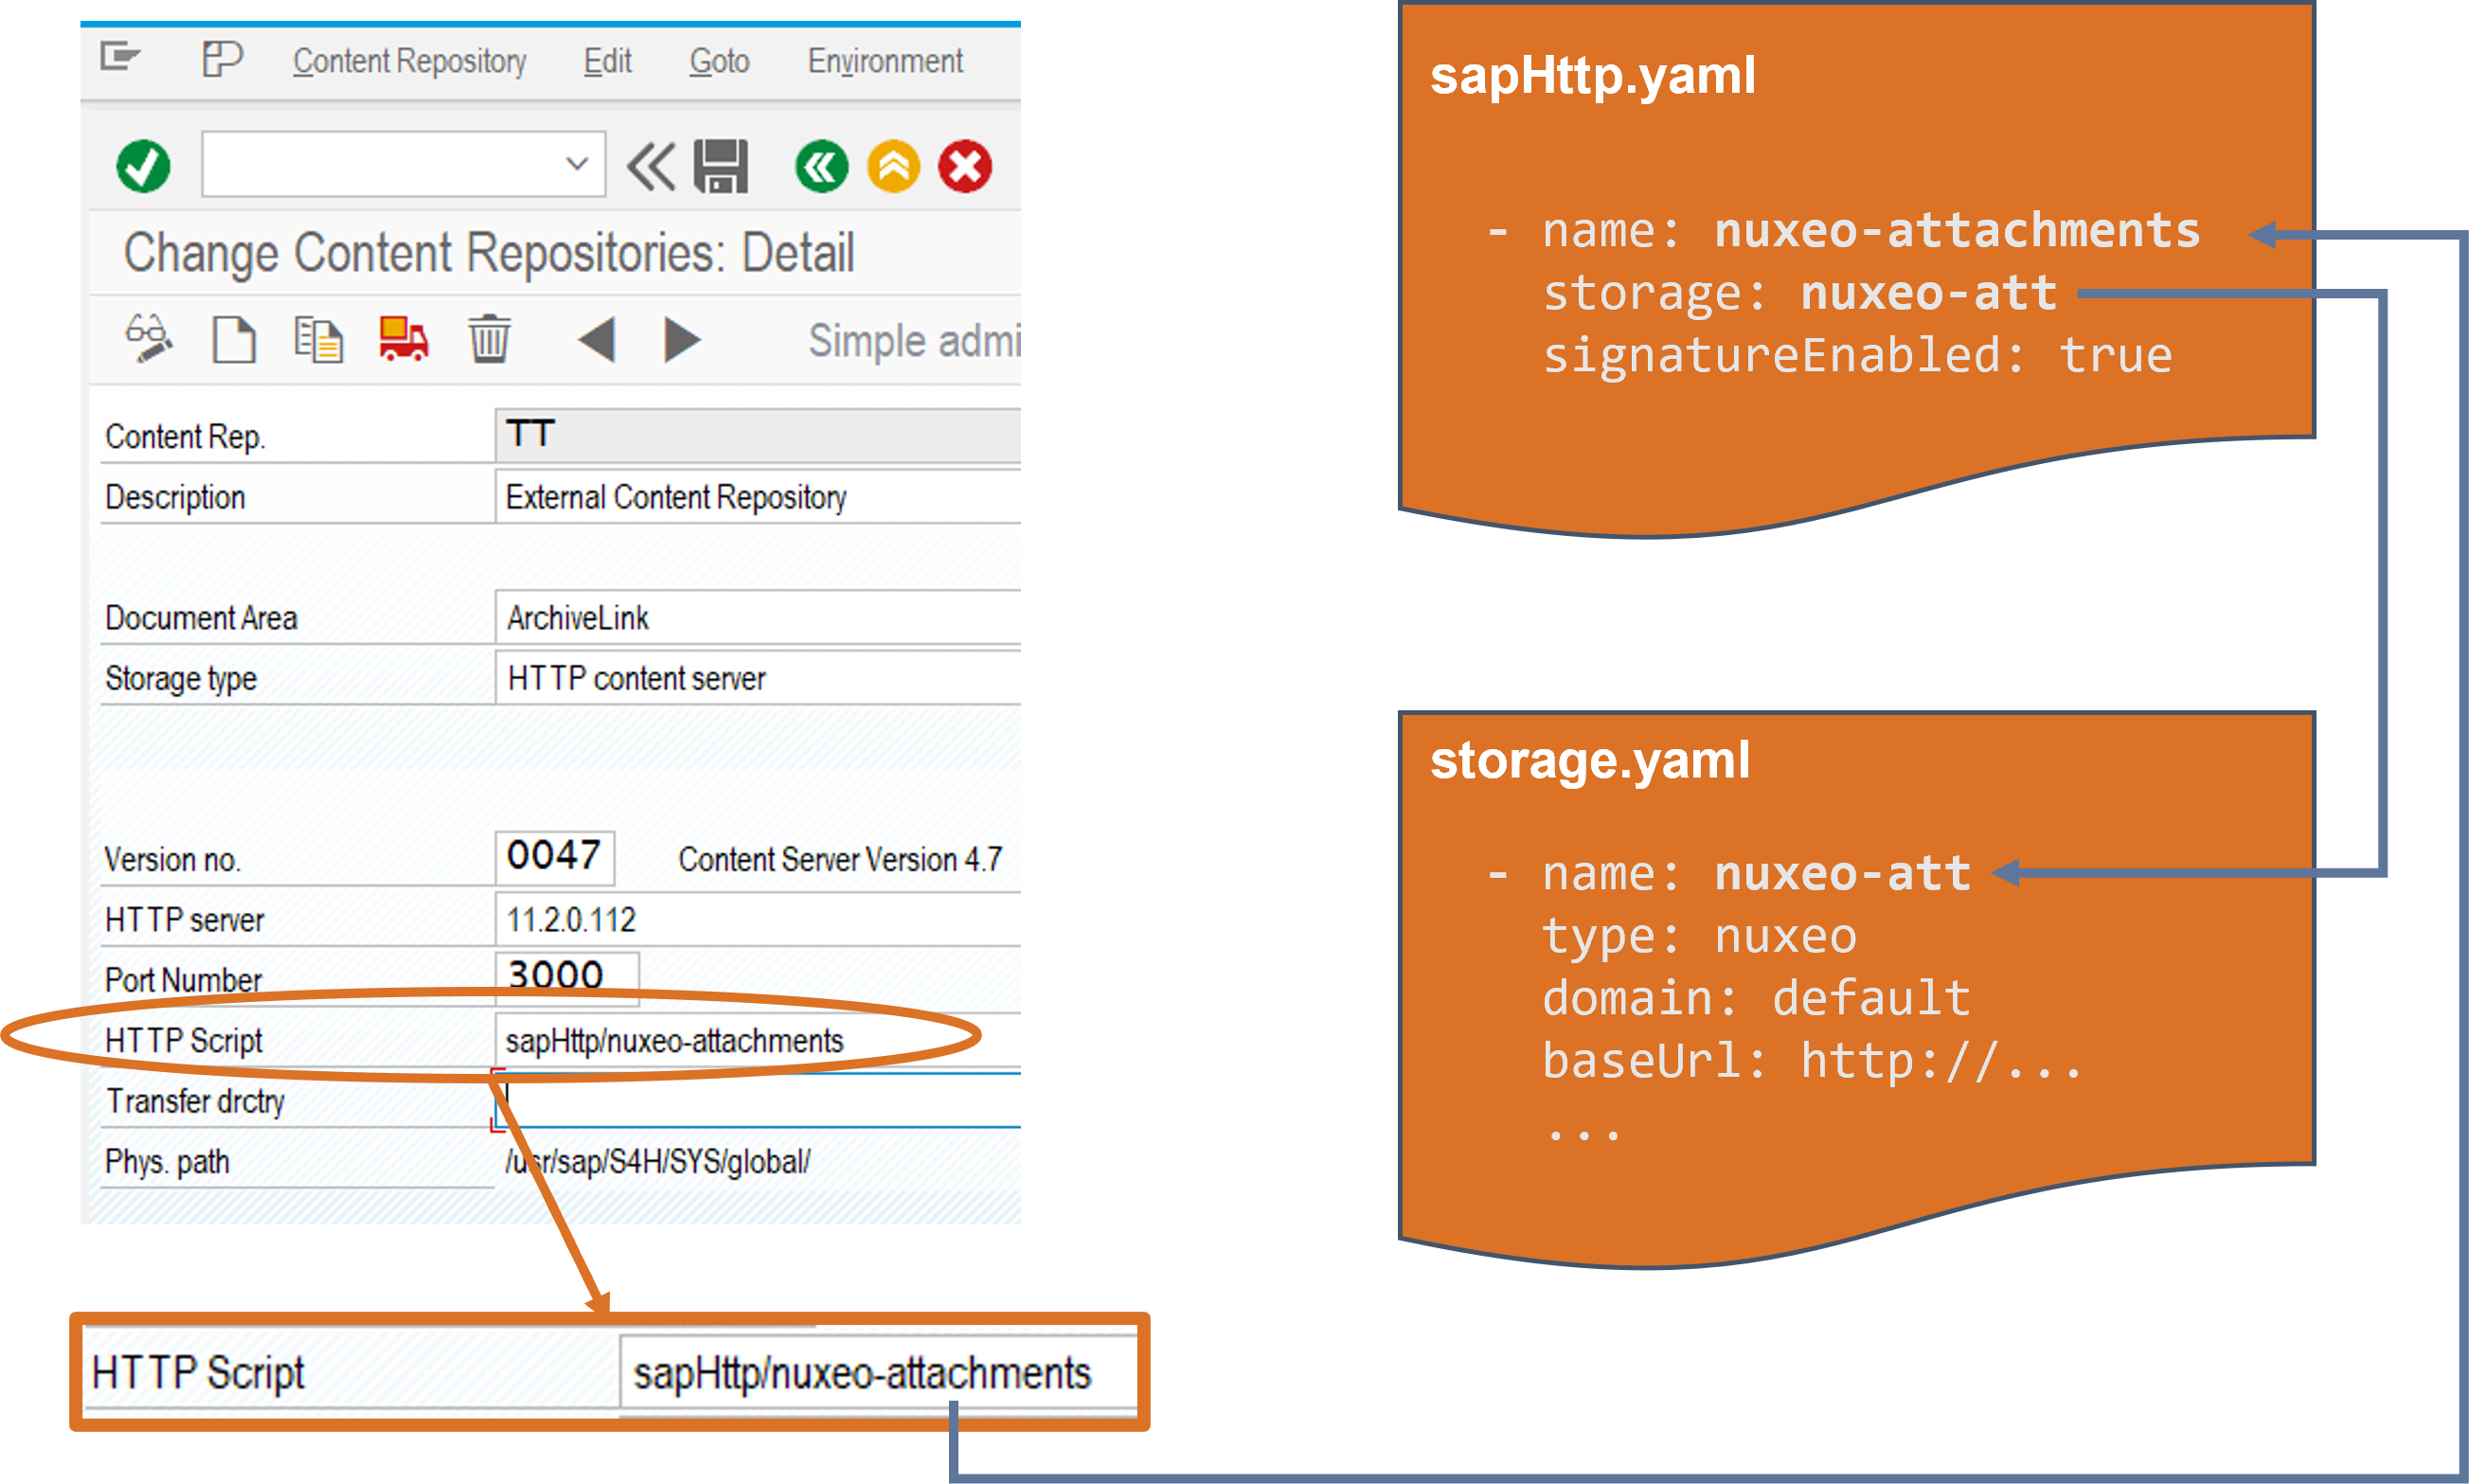 Content Repository Edit Goto Environment
Change Content Repositories: Detail
Simple admi
Content Rep. TT
Description External Content Repository
Document Area ArchiveLink
Storage type HTTP content server
Version no. 0047 Content Server Version 4.7
HTTP server 11.2.0.112
Port Number 3000
HTTP Script sapHttp/nuxeo-attachments
Transfer drctry
Phys. path /usr/sap/S4H/SYS/global/
HTTP Script sapHttp/nuxeo-attachments
sapHttp.yaml
- name: nuxeo-attachments
storage: nuxeo-att
signatureEnabled: true
storage.yaml
- name: nuxeo-att
type: nuxeo
domain: default
baseUrl: http://...
...